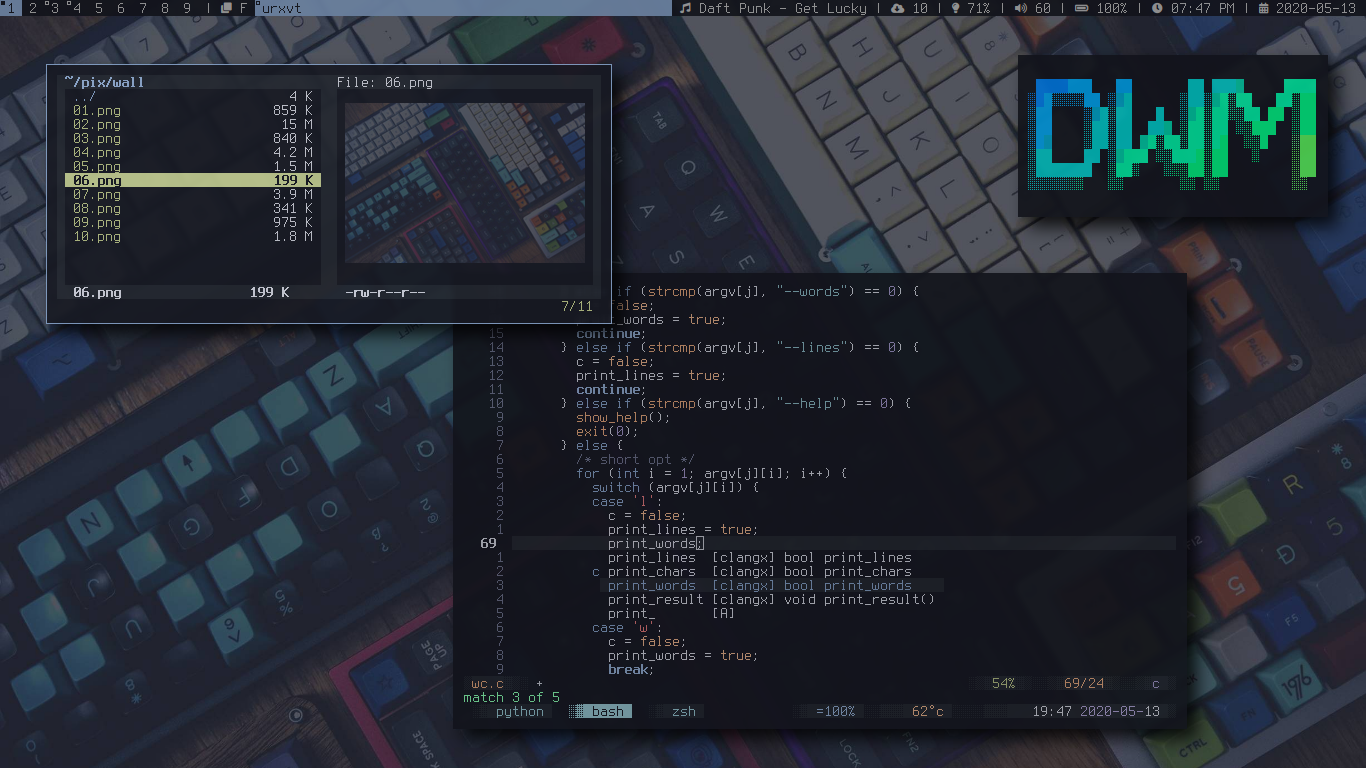 1 2 3 4 5 6 7 8 9 | F urxvt Daft Punk - Get Lucky | 10 | 71% | 60 | 100% | 07:47 PM | 2020-05-13
~/pix/wall File: 06.png
../ 4 K
01.png 859 K
02.png 15 M
03.png 840 K
04.png 4.2 M
05.png 1.5 M
06.png 199 K
07.png 3.9 M
08.png 341 K
09.png 975 K
10.png 1.8 M
06.png 199 K -rw-r--r--
7/11
DWM
if (strcmp(argv[j], "--words") == 0) {
alse;
_words = true;
15 continue;
14 } else if (strcmp(argv[j], "--lines") == 0) {
13 c = false;
12 print_lines = true;
11 continue;
10 } else if (strcmp(argv[j], "--help") == 0) {
9 show_help();
8 exit(0);
7 } else {
6 /* short opt */
5 for (int i = 1; argv[j][i]; i++) {
4 switch (argv[j][i]) {
3 case 'l':
2 c = false;
1 print_lines = true;
69 print_words;
1 print_lines [clangx] bool print_lines
2 c print_chars [clangx] bool print_chars
3 print_words [clangx] bool print_words
4 print_result [clangx] void print_result()
5 print_ [A]
6 case 'w':
7 c = false;
8 print_words = true;
9 break;
wc.c + 54% 69/24 c
match 3 of 5
python bash zsh =100% 62°c 19:47 2020-05-13